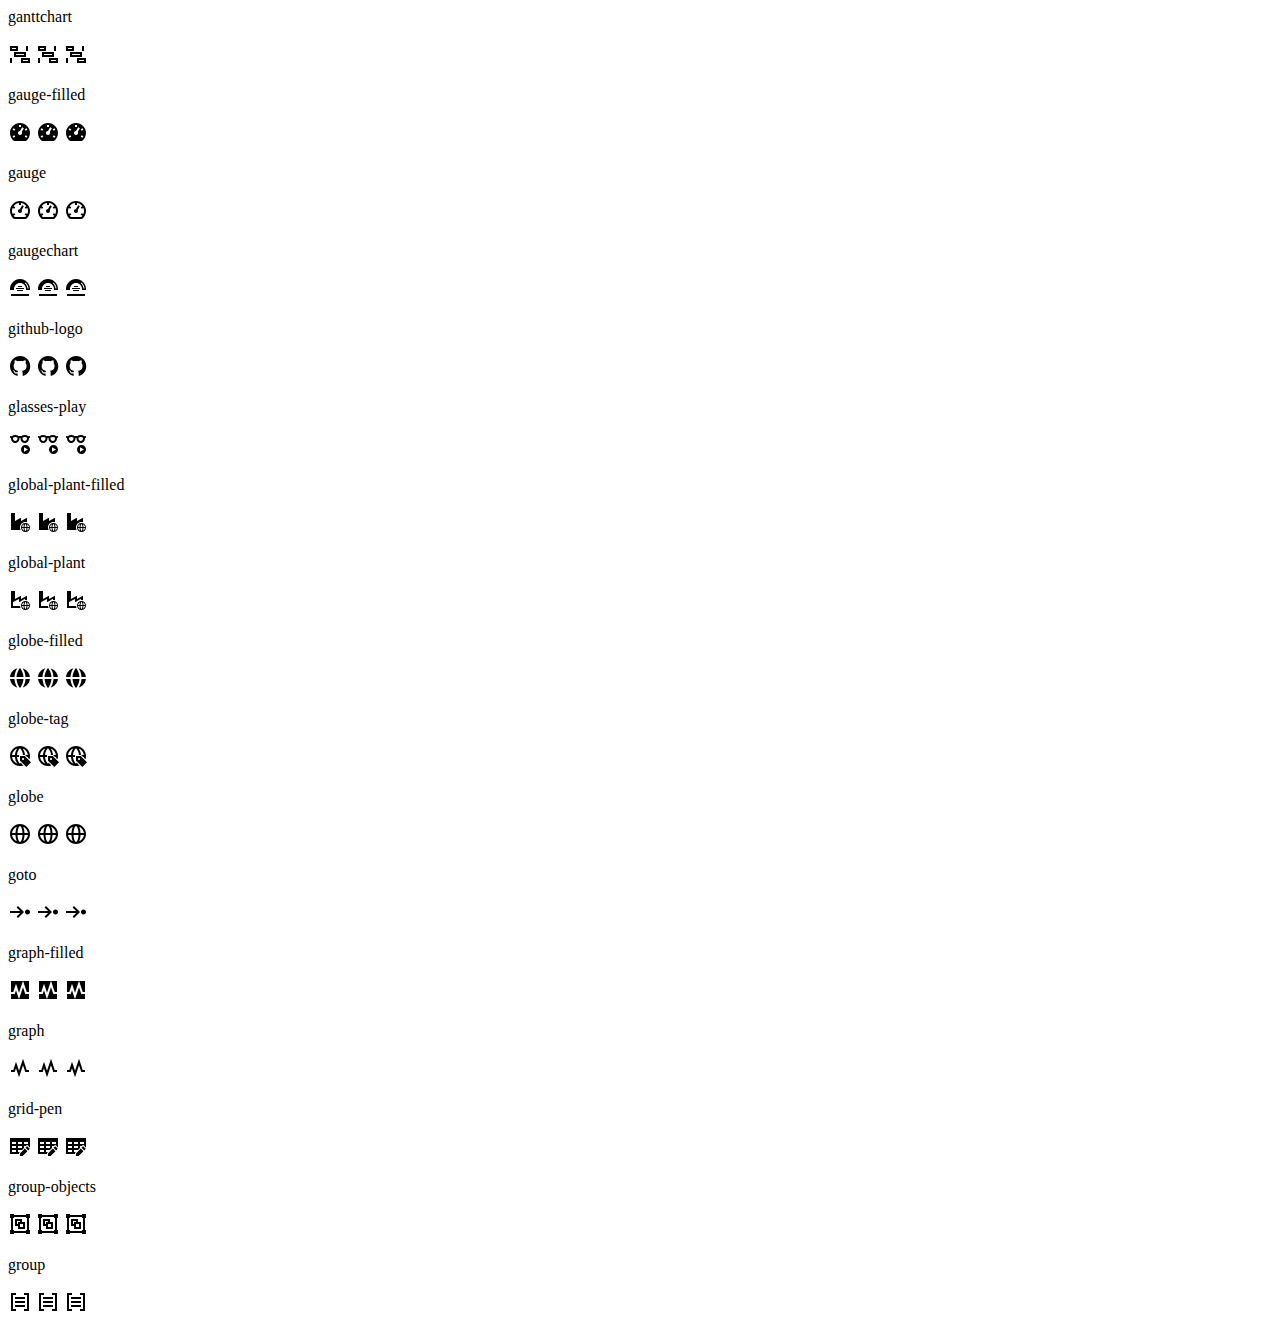 ganttchart
gauge-filled
gauge
gaugechart
github-logo
glasses-play
global-plant-filled
global-plant
globe-filled
globe-tag
globe
goto
graph-filled
graph
grid-pen
group-objects
group